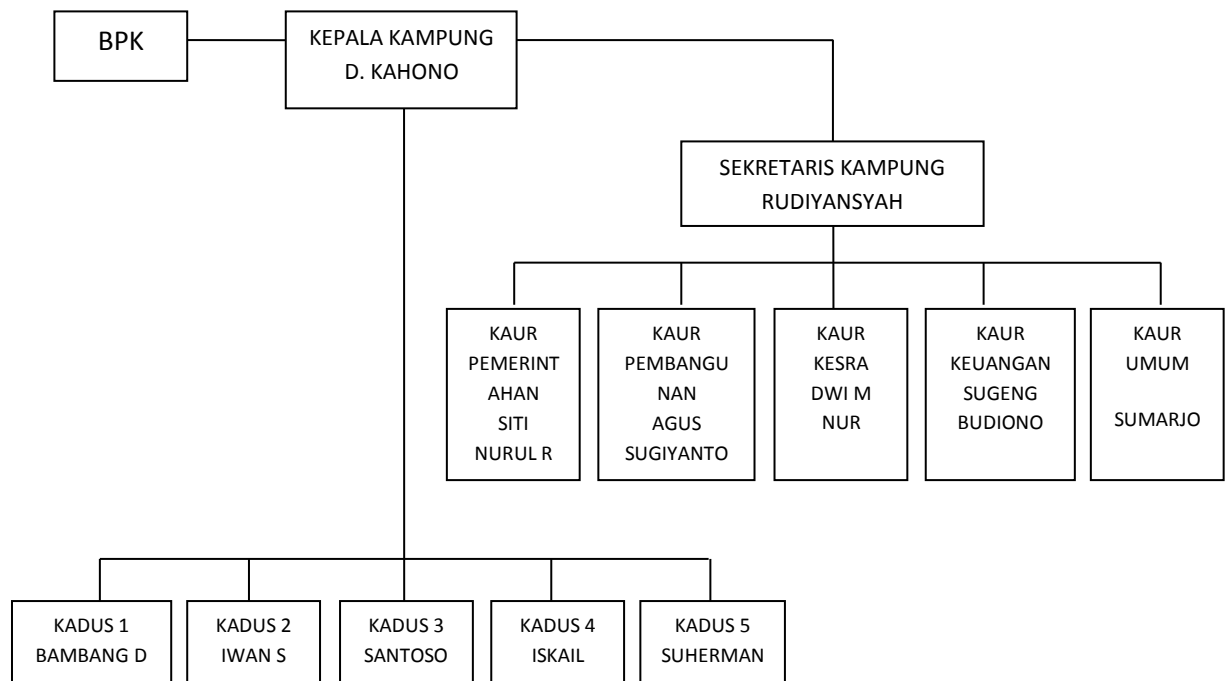 BPK
KEPALA KAMPUNG
D. KAHONO
SEKRETARIS KAMPUNG
RUDIYANSYAH
KAUR
PEMERINT
AHAN
SITI
NURUL R
KAUR
PEMBANGU
NAN
AGUS
SUGIYANTO
KAUR
KESRA
DWI M
NUR
KAUR
KEUANGAN
SUGENG
BUDIONO
KAUR
UMUM
SUMARJO
KADUS 1
BAMBANG D
KADUS 2
IWAN S
KADUS 3
SANTOSO
KADUS 4
ISKAIL
KADUS 5
SUHERMAN